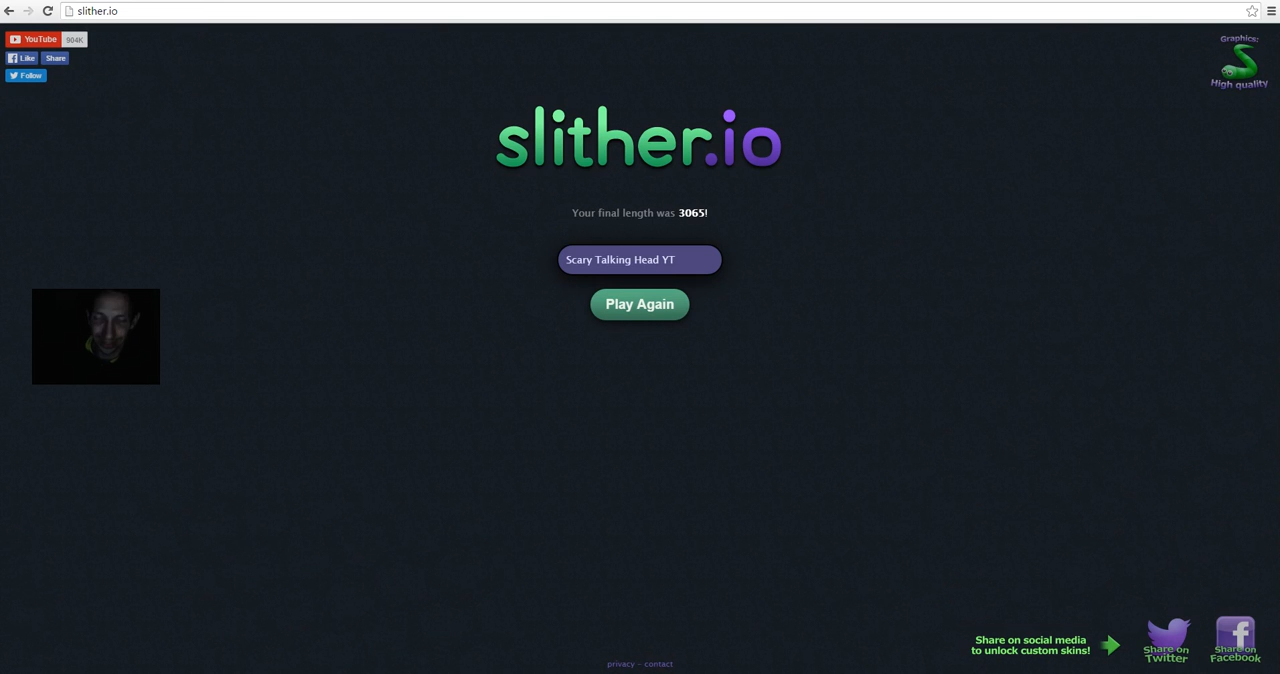 slither.io
YouTube 904K
Like Share
Follow
Graphics:
High quality
slither.io
Your final length was 3065!
Scary Talking Head YT
Play Again
Share on social media
to unlock custom skins!
Share on
Twitter
Share on
Facebook
privacy - contact